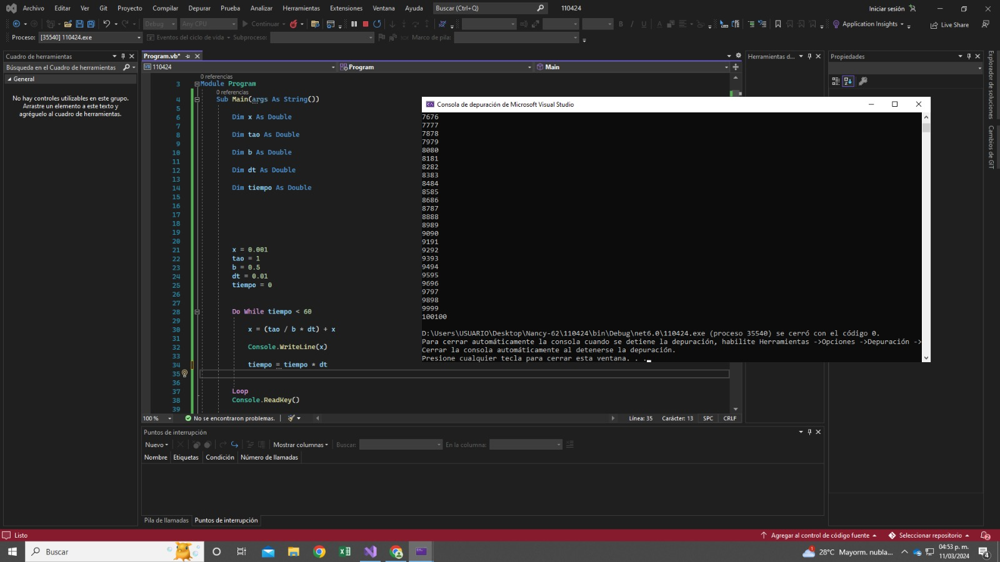 Archivo Editar Ver Git Proyecto Compilar Depurar Prueba Analizar Herramientas Extensiones Ventana Ayuda Buscar (Ctrl+Q) 110424 Iniciar sesión
Debug Any CPU Continuar Application Insights Live Share
Proceso: [35540] 110424.exe Eventos del ciclo de vida Subproceso: Marco de pila:
Cuadro de herramientas
Búsqueda en el Cuadro de herramientas
General
No hay controles utilizables en este grupo.
Arrastre un elemento a este texto y
agréguelo al cuadro de herramientas.
Program.vb*
VB 110424 Program Main
0 referencias
3 Module Program
0 referencias
4 Sub Main(args As String())
5
6 Dim x As Double
7
8 Dim tao As Double
9
10 Dim b As Double
11
12 Dim dt As Double
13
14 Dim tiempo As Double
15
16
17
18
19
20
21 x = 0.001
22 tao = 1
23 b = 0.5
24 dt = 0.01
25 tiempo = 0
26
27
28 Do While tiempo < 60
29
30 x = (tao / b * dt) + x
31
32 Console.WriteLine(x)
33
34 tiempo = tiempo * dt
35
36
37 Loop
38 Console.ReadKey()
39
100 % No se encontraron problemas. Línea: 35 Carácter: 13 SPC CRLF
Consola de depuración de Microsoft Visual Studio
7676
7777
7878
7979
8080
8181
8282
8383
8484
8585
8686
8787
8888
8989
9090
9191
9292
9393
9494
9595
9696
9797
9898
9999
100100
D:\Users\USUARIO\Desktop\Nancy-62\110424\bin\Debug\net6.0\110424.exe (proceso 35540) se cerró con el código 0.
Para cerrar automáticamente la consola cuando se detiene la depuración, habilite Herramientas ->Opciones ->Depuración ->
Cerrar la consola automáticamente al detenerse la depuración.
Presione cualquier tecla para cerrar esta ventana. . .
Herramientas d...
Propiedades
Explorador de soluciones
Cambios de GIT
Puntos de interrupción
Nuevo Mostrar columnas Buscar: En la columna:
Nombre Etiquetas Condición Número de llamadas
Pila de llamadas Puntos de interrupción
Listo Agregar al control de código fuente Seleccionar repositorio 2
Buscar 1 28°C Mayorm. nubla... 04:53 p. m.
11/03/2024 4